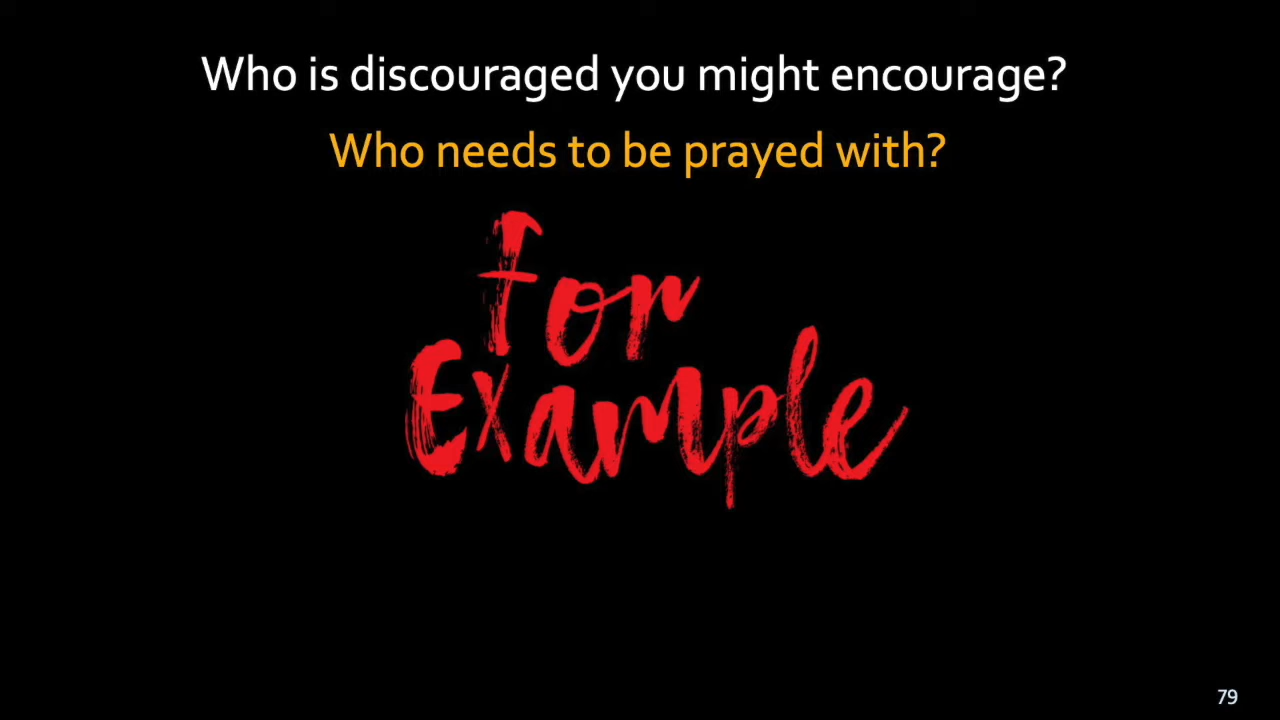 Who is discouraged you might encourage?
Who needs to be prayed with?
For
Example
79